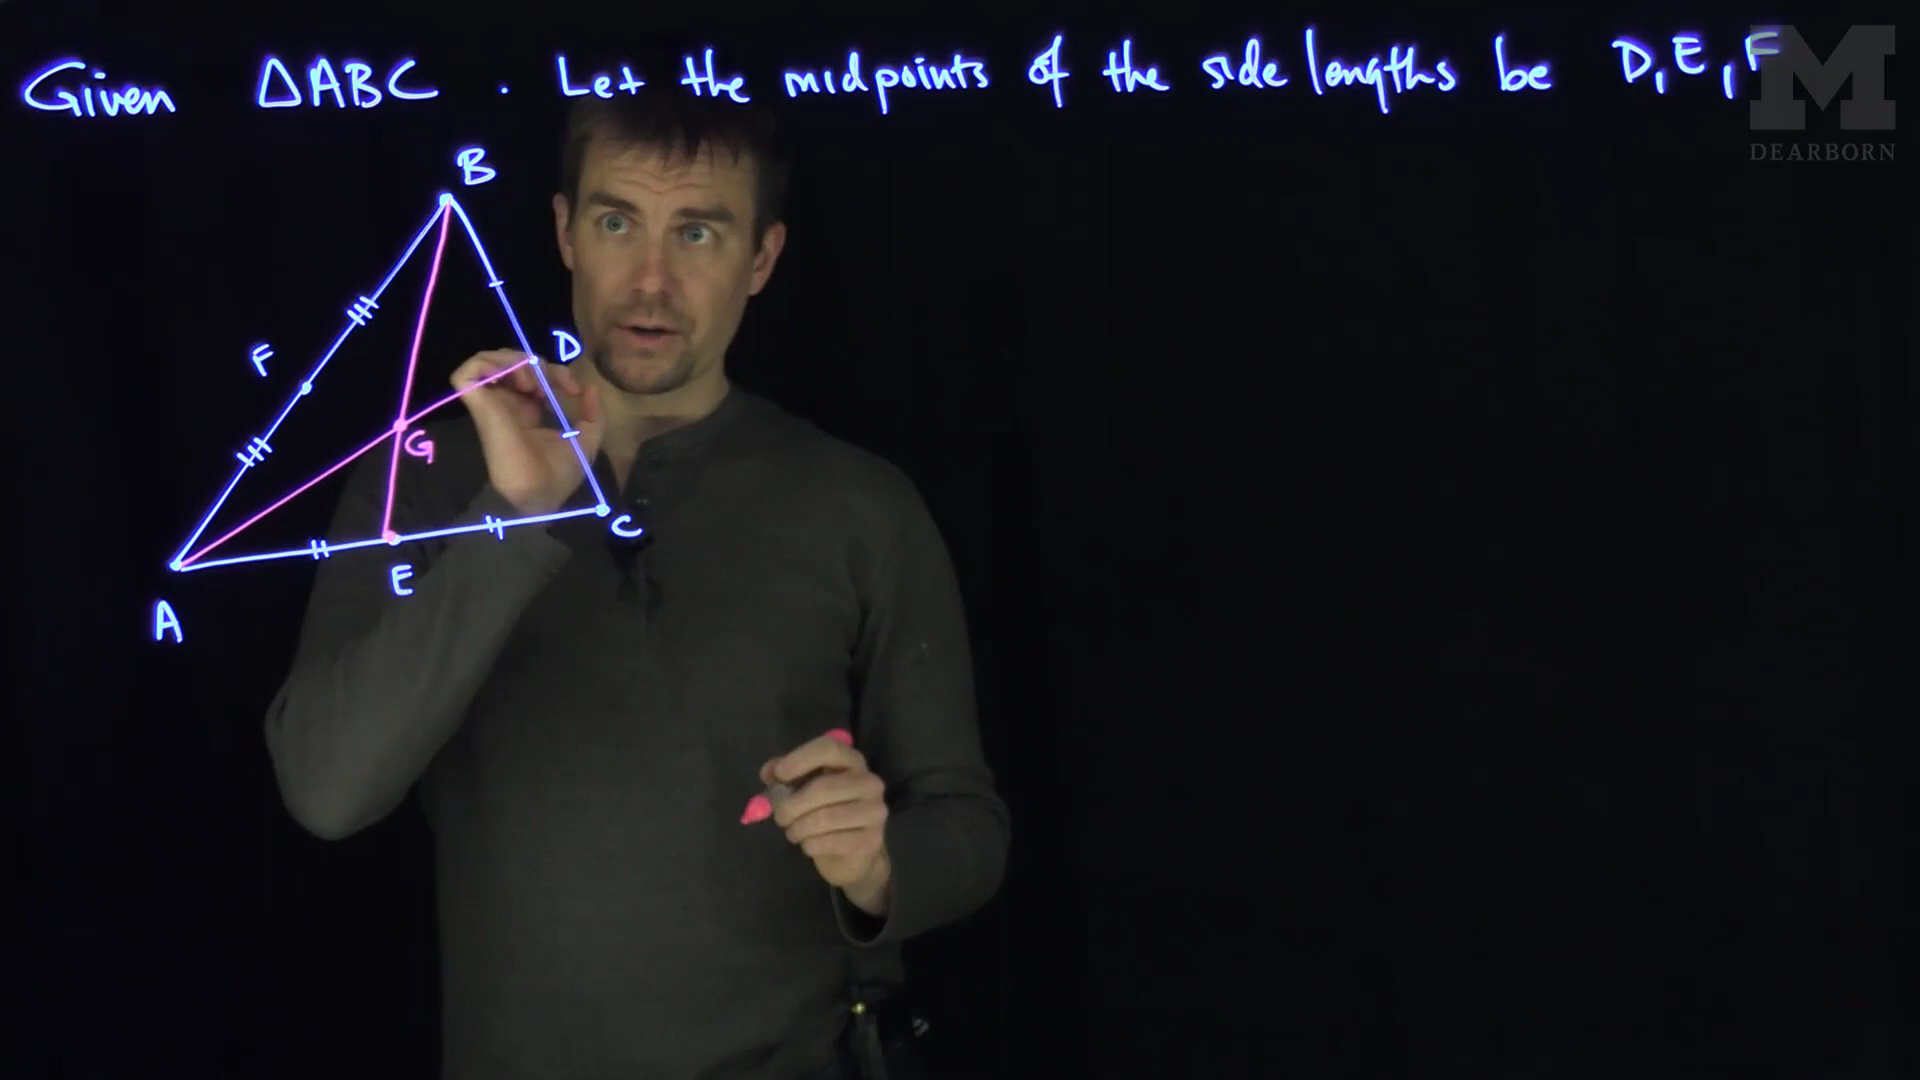 Given △ABC . Let the midpoints of the side lengths be D, E, F
M
DEARBORN
B
D
F
G
C
E
A